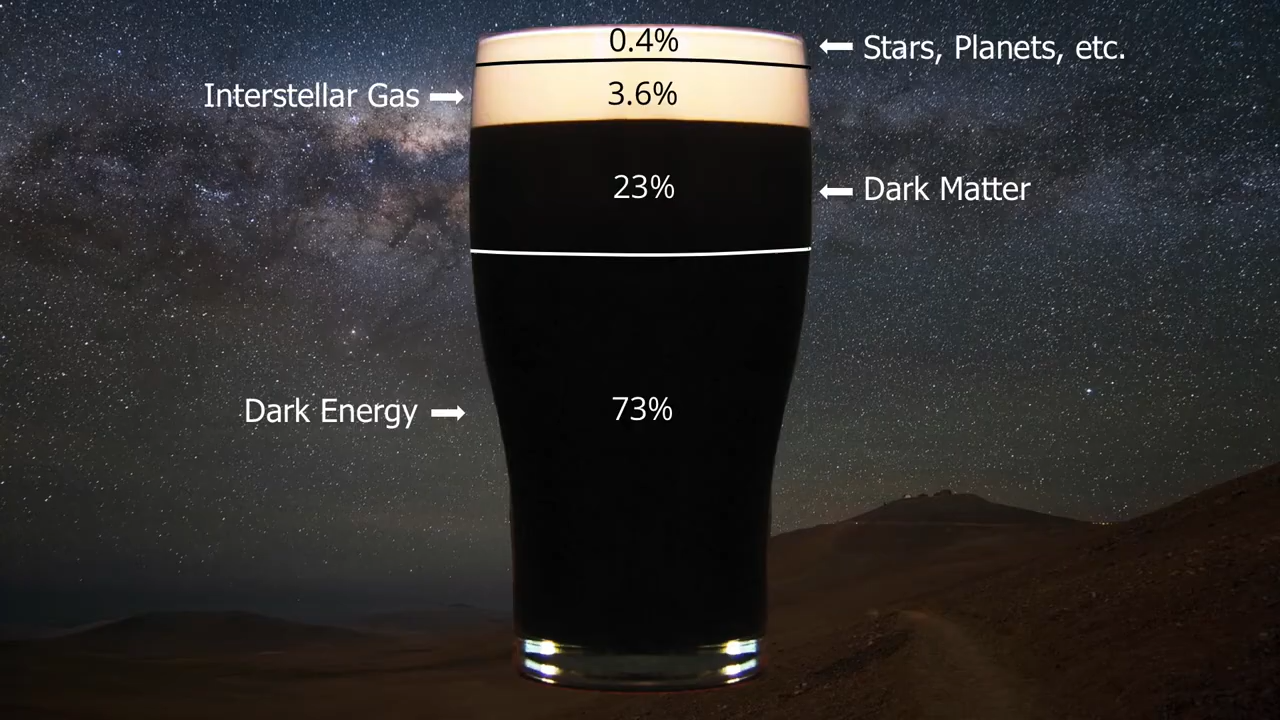 0.4%
Stars, Planets, etc.
Interstellar Gas
3.6%
23%
Dark Matter
Dark Energy
73%